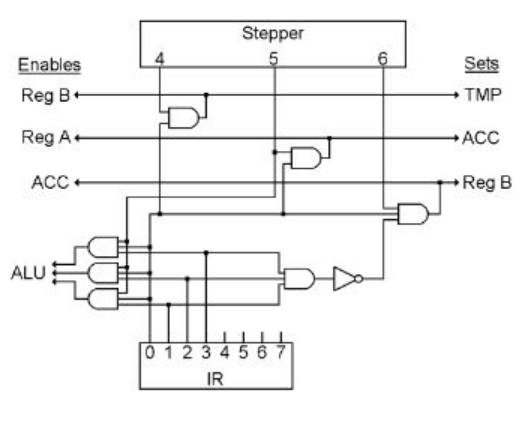 Stepper
4 5 6
Enables Sets
Reg B TMP
Reg A ACC
ACC Reg B
ALU
0 1 2 3 4 5 6 7
IR